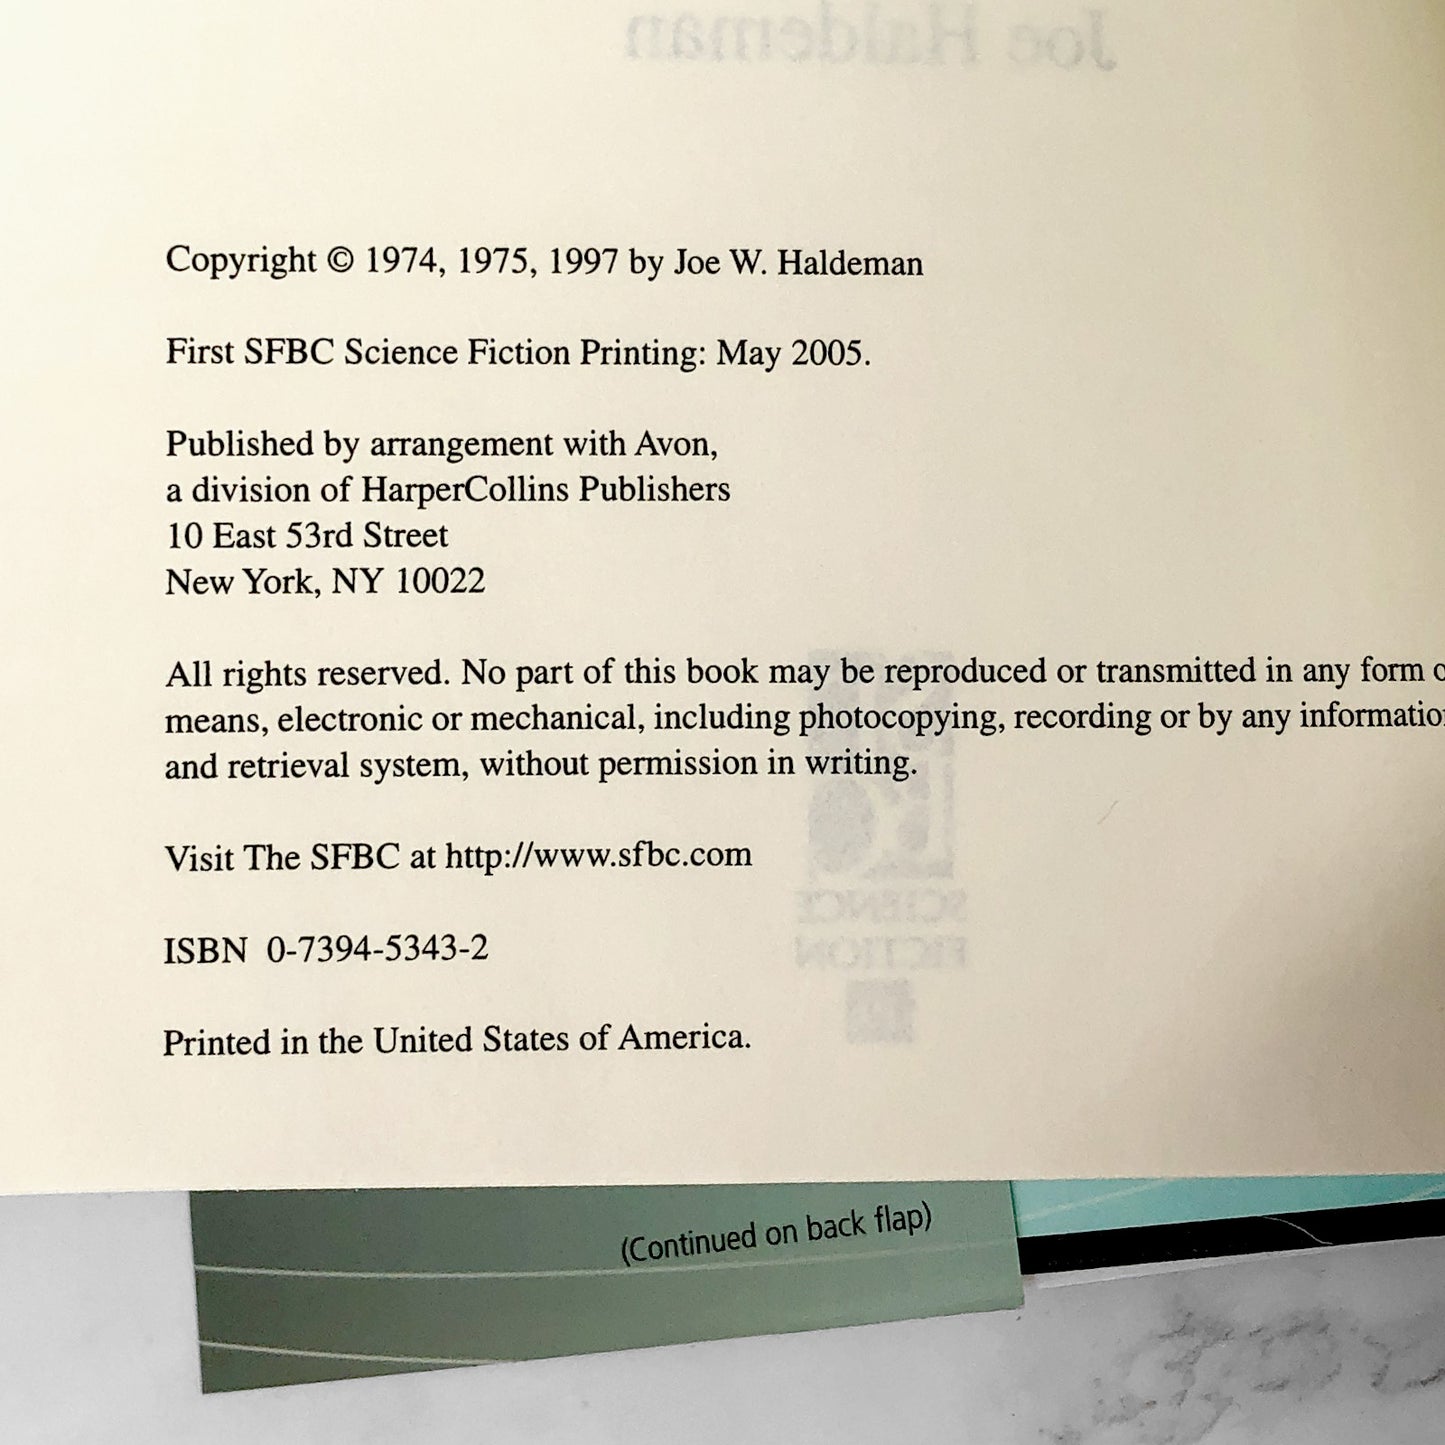 Joe Haldeman
Copyright © 1974, 1975, 1997 by Joe W. Haldeman
First SFBC Science Fiction Printing: May 2005.
Published by arrangement with Avon,
a division of HarperCollins Publishers
10 East 53rd Street
New York, NY 10022
All rights reserved. No part of this book may be reproduced or transmitted in any form
means, electronic or mechanical, including photocopying, recording or by any
and retrieval system, without permission in writing.
Visit The SFBC at http://www.sfbc.com
SCIENCE
FICTION
ISBN 0-7394-5343-2
Printed in the United States of America.
(Continued on back flap)